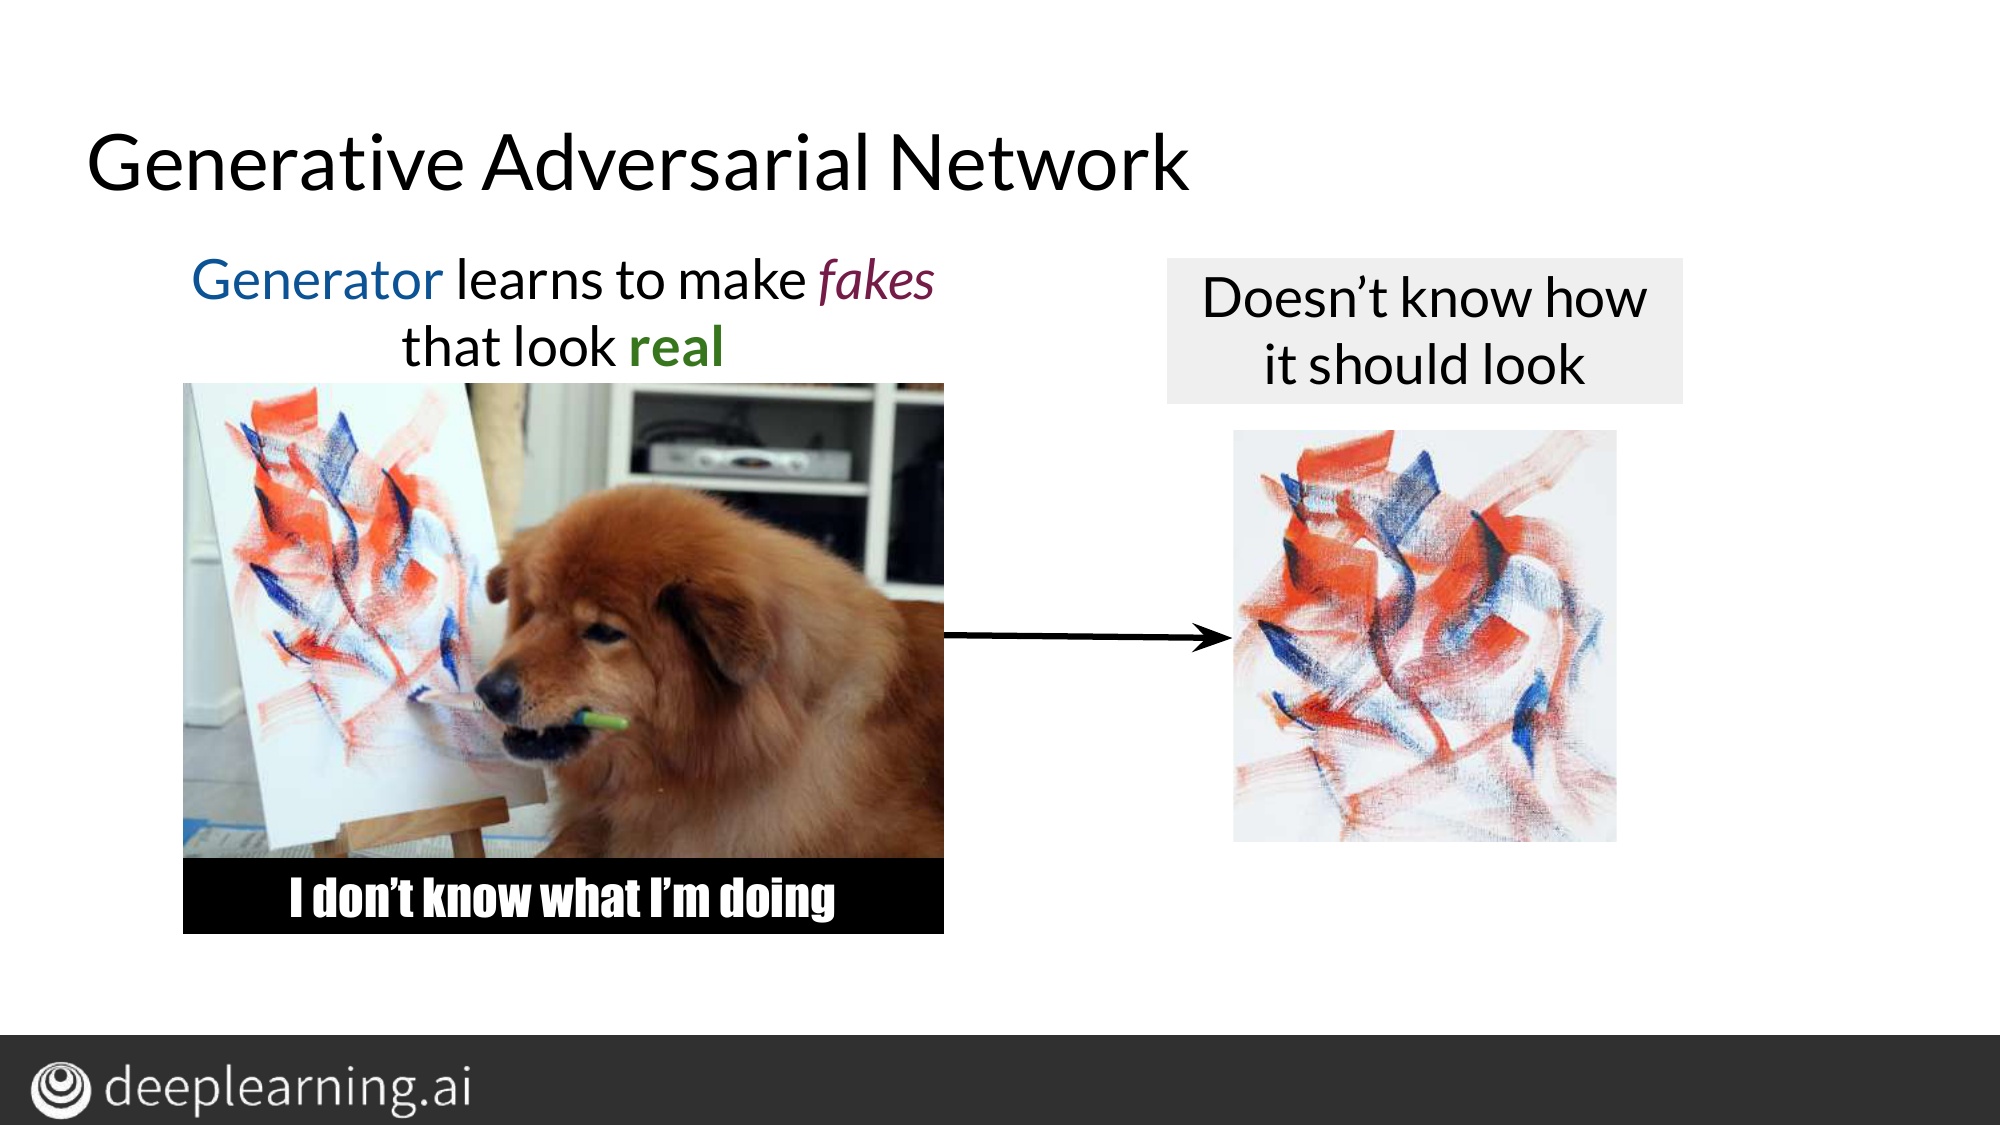 Generative Adversarial Network
Generator learns to make fakes
that look real
Doesn’t know how
it should look
I don’t know what I’m doing
deeplearning.ai